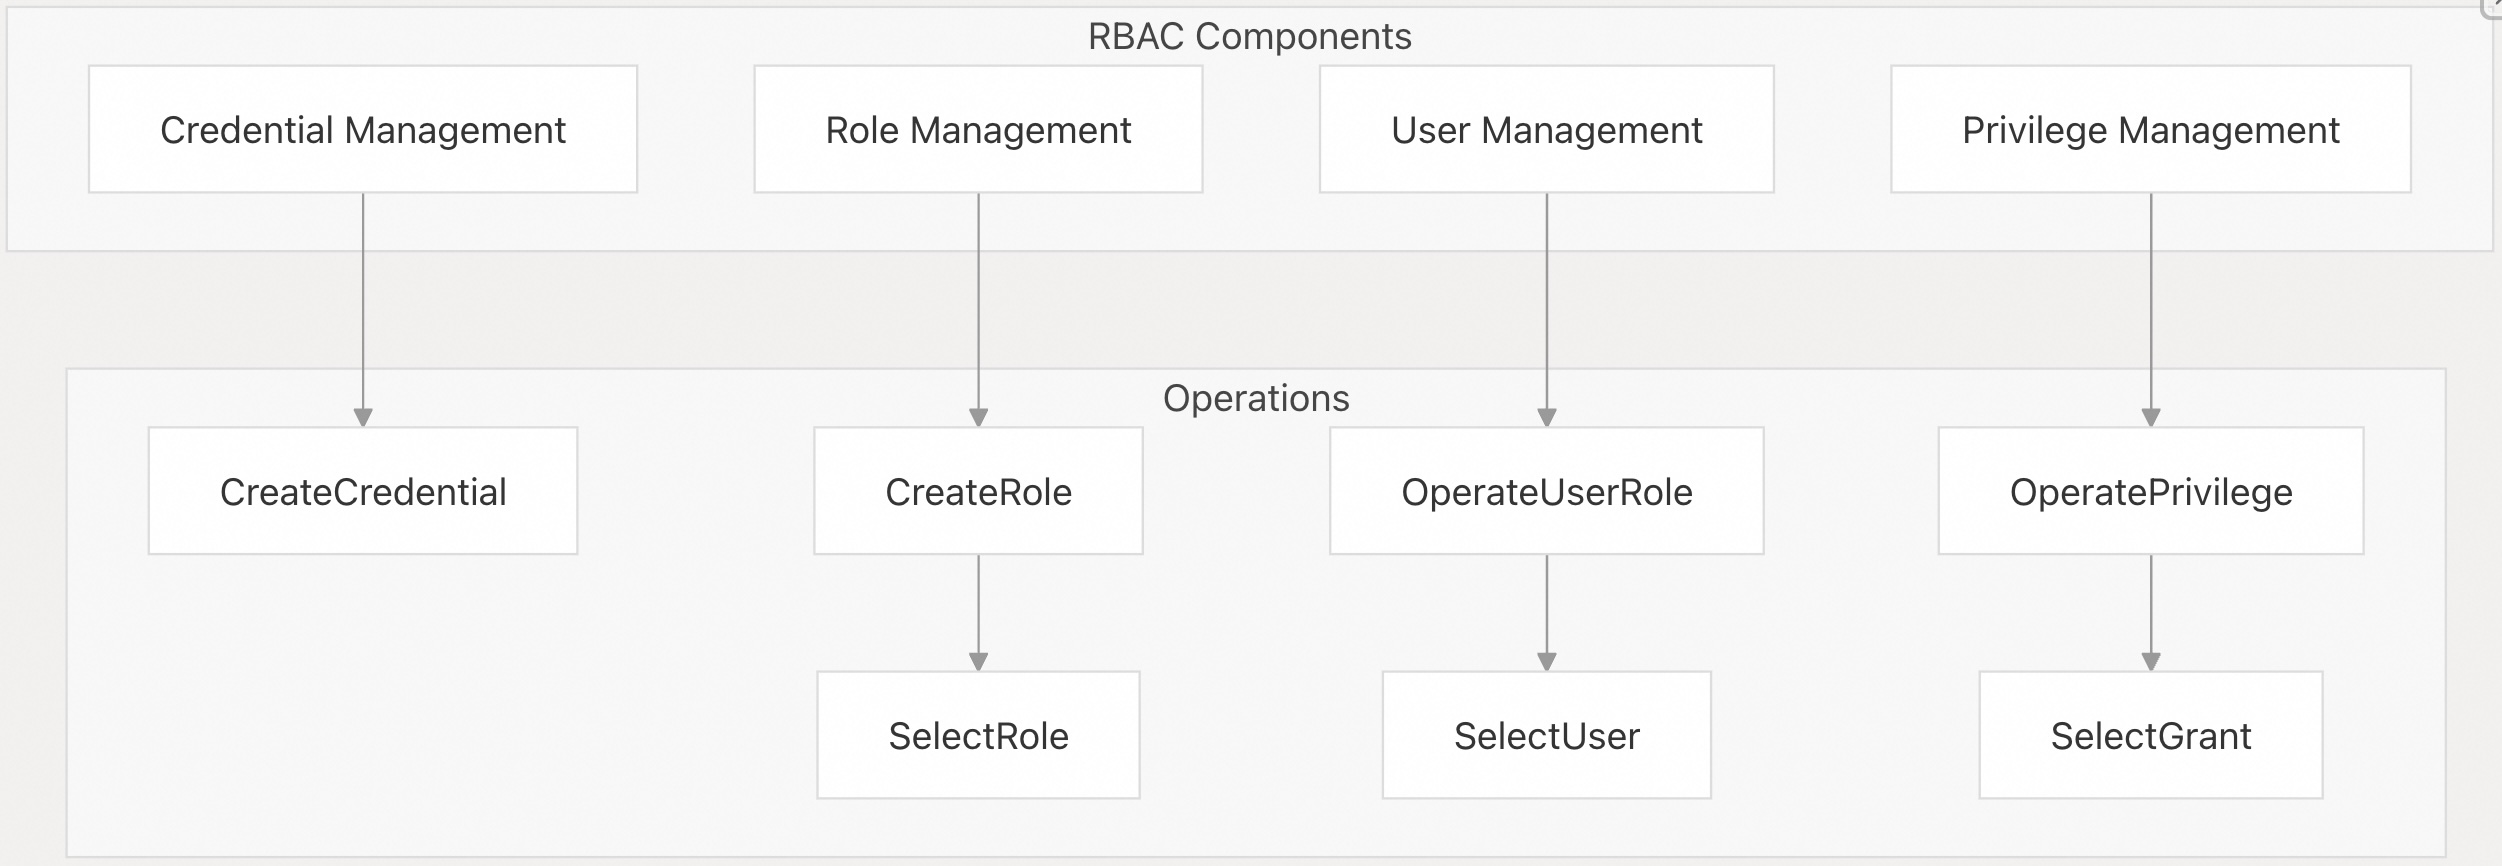 RBAC Components
Credential Management
Role Management
User Management
Privilege Management
Operations
CreateCredential
CreateRole
OperateUserRole
OperatePrivilege
SelectRole
SelectUser
SelectGrant